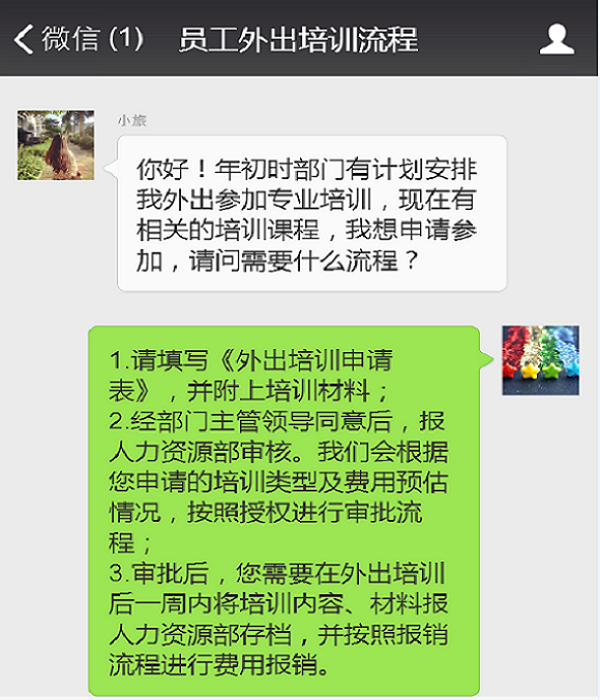 微信(1) 员工外出培训流程
小旅
你好！年初时部门有计划安排
我外出参加专业培训，现在有
相关的培训课程，我想申请参
加，请问需要什么流程？
1.请填写《外出培训申请
表》，并附上培训材料；
2.经部门主管领导同意后，报
人力资源部审核。我们会根据
您申请的培训类型及费用预估
情况，按照授权进行审批流
程；
3.审批后，您需要在外出培训
后一周内将培训内容、材料报
人力资源部存档，并按照报销
流程进行费用报销。